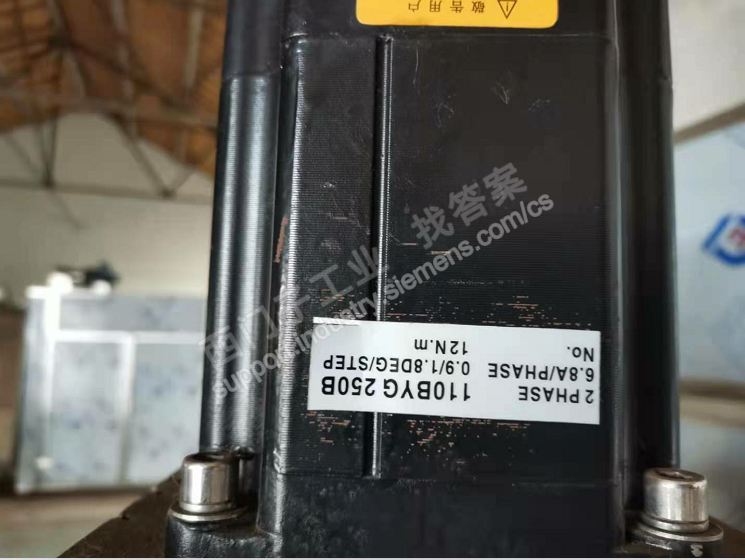 敬告用户
西门子工业 找答案
support.industry.siemens.com/cs
2 PHASE 110BYG 250B
6.8A/PHASE 0.9/1.8DEG/STEP
No. 12N.m